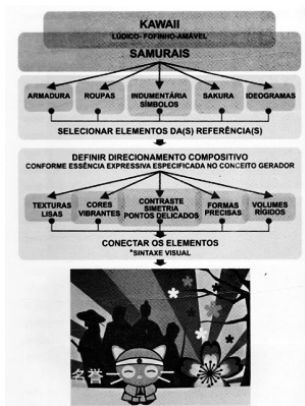 KAWAII
LÚDICO- FOFINHO-AMÁVEL
SAMURAIS
ARMADURA
ROUPAS
INDUMENTÁRIA
SÍMBOLOS
SAKURA
IDEOGRAMAS
SELECIONAR ELEMENTOS DA(S) REFERÊNCIA(S)
DEFINIR DIRECIONAMENTO COMPOSITIVO
CONFORME ESSÊNCIA EXPRESSIVA ESPECIFICADA NO CONCEITO GERADOR
TEXTURAS
LISAS
CORES
VIBRANTES
CONTRASTE
SIMETRIA
PONTOS DELICADOS
FORMAS
PRECISAS
VOLUMES
RÍGIDOS
CONECTAR OS ELEMENTOS
*SINTAXE VISUAL
名誉